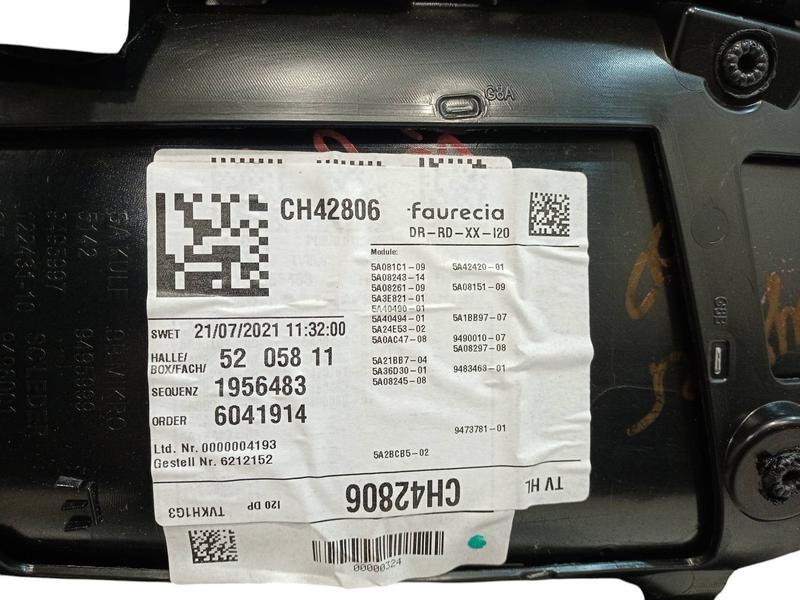 G8A
CH42806
faurecia
DR-RD-XX-I20
Module:
5A081C1-09 5A42420-01
5A08243-14
5A08261-09 5A08151-09
5A3E821-01
5A40490-01
5A40494-01 5A1BB97-07
5A24E53-02
5A0AC47-08 9490010-07
5A08297-08
5A21BB7-04
5A36D30-01 9483463-01
5A08245-08
9473781-01
5A2BCB5-02
SWET 21/07/2021 11:32:00
HALLE/
BOX/FACH/ 52 058 11
SEQUENZ 1956483
ORDER 6041914
Ltd. Nr. 0000004193
Gestell Nr. 6212152
TV HL
CH42806
I20 DP
TVKH1G3
00000324